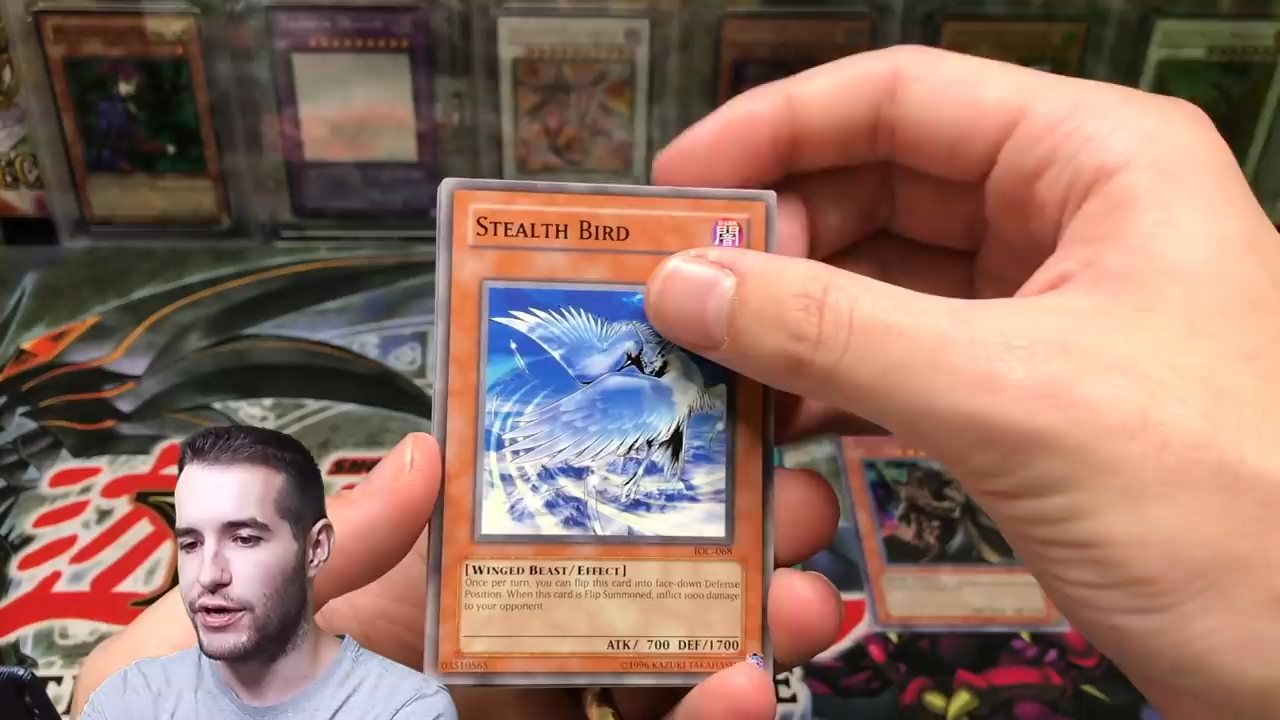 STEALTH BIRD
DARK
闇
IOC-068
[WINGED BEAST/EFFECT]
Once per turn, you can flip this card into face-down Defense
Position. When this card is Flip Summoned, inflict 1000 damage
to your opponent.
ATK/ 700 DEF/1700
03510565
©1996 KAZUKI TAKAHASHI